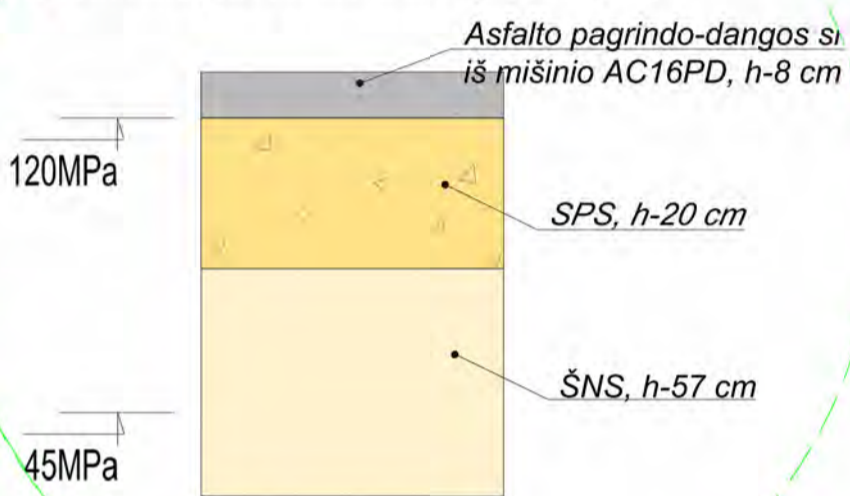 Asfalto pagrindo-dangos
iš mišinio AC16PD, h-8 cm
120MPa
SPS, h-20 cm
ŠNS, h-57 cm
45MPa